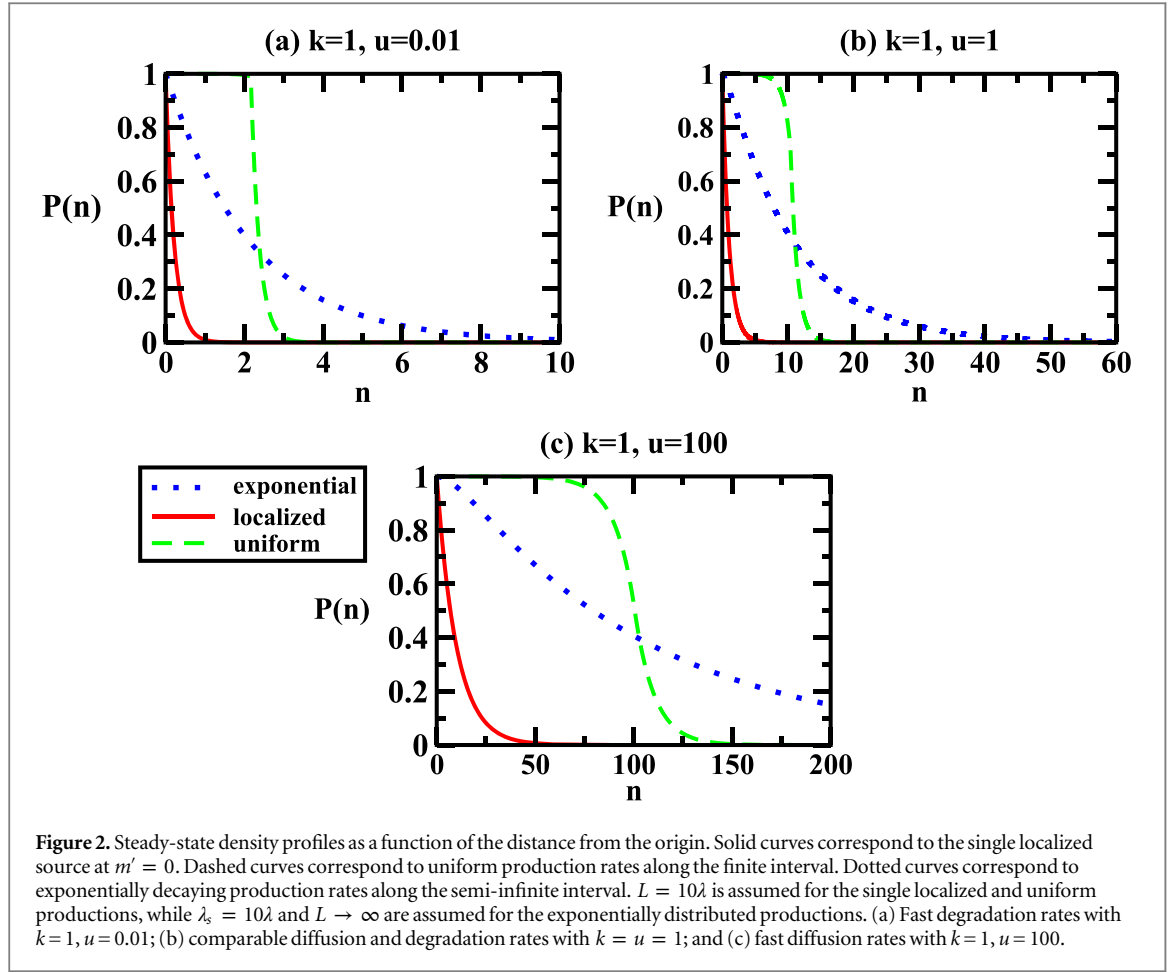 (a) k=1, u=0.01
(b) k=1, u=1
1
0.8
0.6
0.4
0.2
0
P(n)
0 2 4 6 8 10
n
1
0.8
0.6
0.4
0.2
0
P(n)
0 10 20 30 40 50 60
n
(c) k=1, u=100
exponential
localized
uniform
1
0.8
0.6
0.4
0.2
0
P(n)
0 50 100 150 200
n
Figure 2. Steady-state density profiles as a function of the distance from the origin. Solid curves correspond to the single localized
source at m′ = 0. Dashed curves correspond to uniform production rates along the finite interval. Dotted curves correspond to
exponentially decaying production rates along the semi-infinite interval. L = 10λ is assumed for the single localized and uniform
productions, while λₛ = 10λ and L → ∞ are assumed for the exponentially distributed productions. (a) Fast degradation rates with
k = 1, u = 0.01; (b) comparable diffusion and degradation rates with k = u = 1; and (c) fast diffusion rates with k = 1, u = 100.